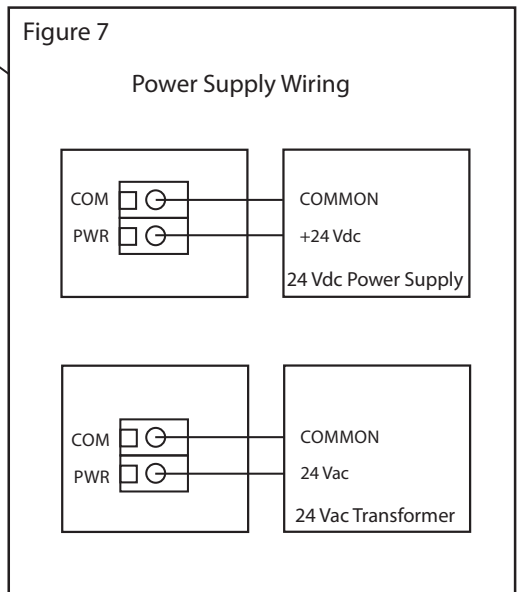 Figure 7
Power Supply Wiring
COM
COMMON
PWR
+24 Vdc
24 Vdc Power Supply
COM
COMMON
PWR
24 Vac
24 Vac Transformer